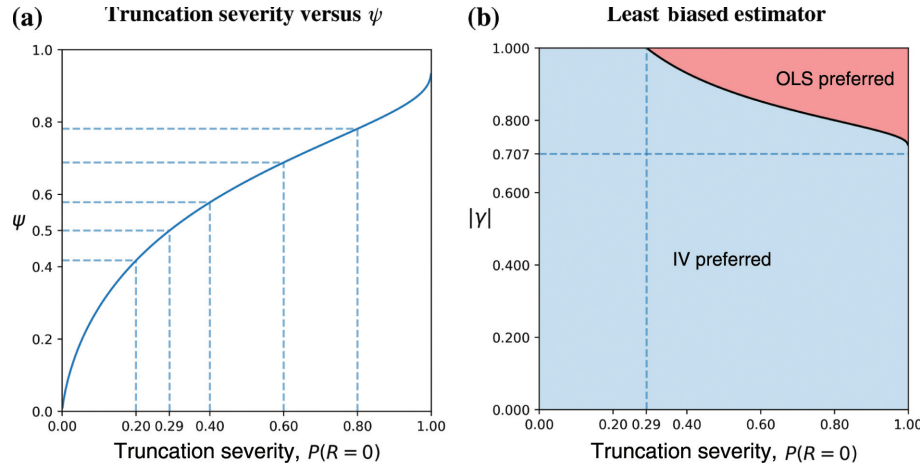 (a) Truncation severity versus ψ
1.0
0.8
0.6
ψ
0.4
0.2
0.0
0.00 0.20 0.29 0.40 0.60 0.80 1.00
Truncation severity, P(R = 0)
(b) Least biased estimator
1.000
OLS preferred
0.800
0.707
0.600
|γ|
IV preferred
0.400
0.200
0.000
0.00 0.20 0.29 0.40 0.60 0.80 1.00
Truncation severity, P(R = 0)